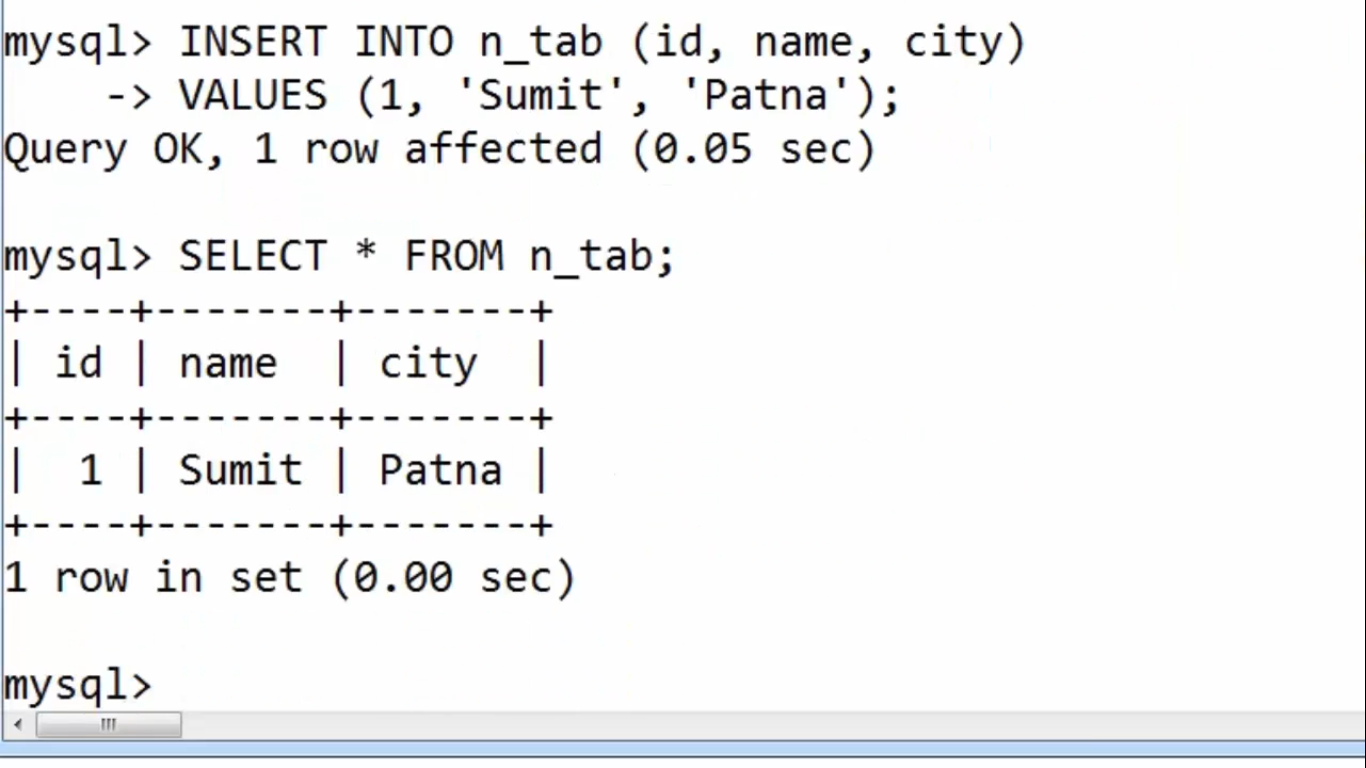 mysql> INSERT INTO n_tab (id, name, city)
    -> VALUES (1, 'Sumit', 'Patna');
Query OK, 1 row affected (0.05 sec)

mysql> SELECT * FROM n_tab;
+----+-------+-------+
| id | name  | city  |
+----+-------+-------+
|  1 | Sumit | Patna |
+----+-------+-------+
1 row in set (0.00 sec)

mysql>